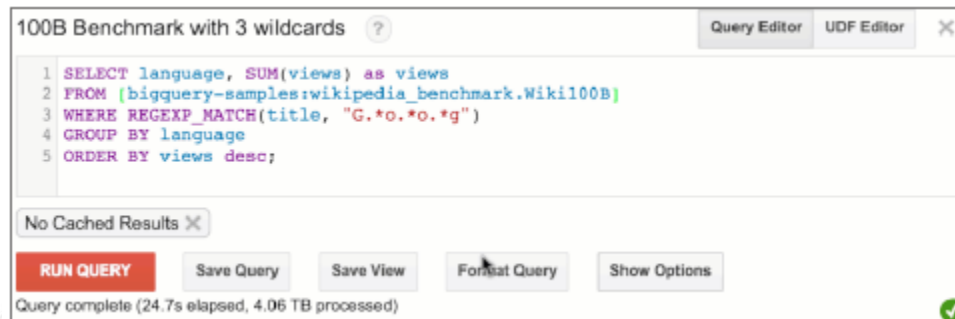 100B Benchmark with 3 wildcards ? Query Editor UDF Editor
1 SELECT language, SUM(views) as views
2 FROM [bigquery-samples:wikipedia_benchmark.Wiki100B]
3 WHERE REGEXP_MATCH(title, "G.*o.*o.*g")
4 GROUP BY language
5 ORDER BY views desc;
No Cached Results
RUN QUERY Save Query Save View Format Query Show Options
Query complete (24.7s elapsed, 4.06 TB processed)